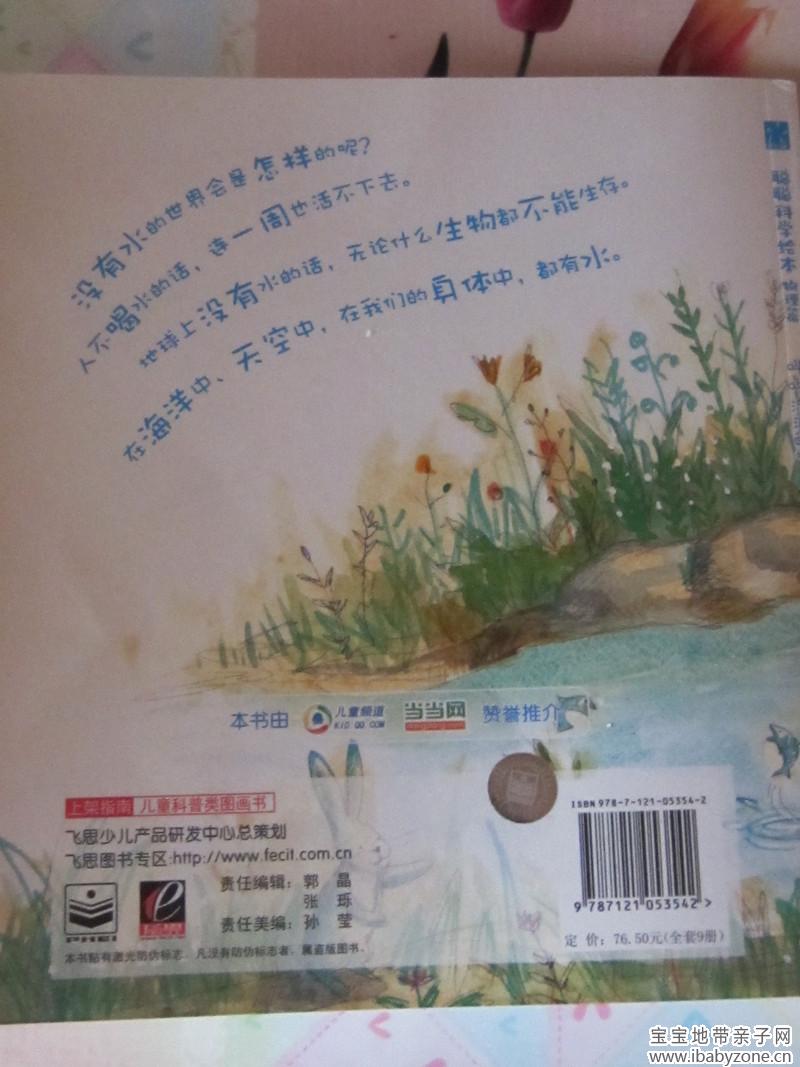 没有水的世界会是怎样的呢?
人不喝水的话，连一周也活不下去。
地球上没有水的话，无论什么生物都不能生存。
在海洋中、天空中，在我们的身体中，都有水。
聪聪科学绘本 物理篇
本书由 儿童频道 KID.QQ.COM 当当网 赞誉推介
上架指南 儿童科普类图画书
飞思少儿产品研发中心总策划
飞思图书专区:http://www.fecit.com.cn
责任编辑：郭 晶
张 珎
责任美编：孙 莹
PHEI
本书贴有激光防伪标志，凡没有防伪标志者，属盗版图书。
ISBN 978-7-121-05354-2
9 787121 053542 >
定 价：76.50元(全套9册)
宝宝地带亲子网
www.ibabyzone.cn